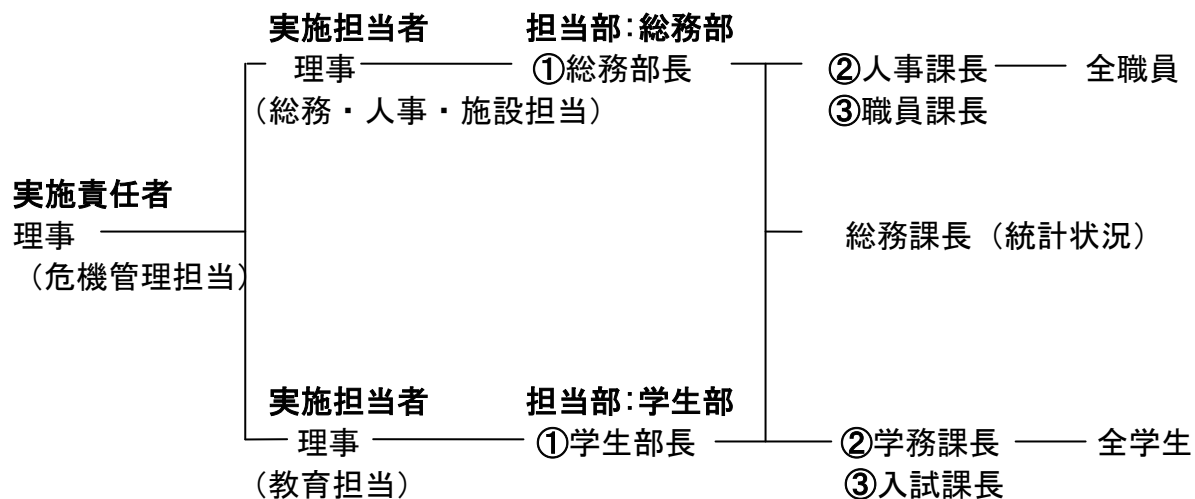 実施担当者 担当部:総務部
理事 ①総務部長 ②人事課長 全職員
(総務・人事・施設担当) ③職員課長
実施責任者
理事 総務課長(統計状況)
(危機管理担当)
実施担当者 担当部:学生部
理事 ①学生部長 ②学務課長 全学生
(教育担当) ③入試課長